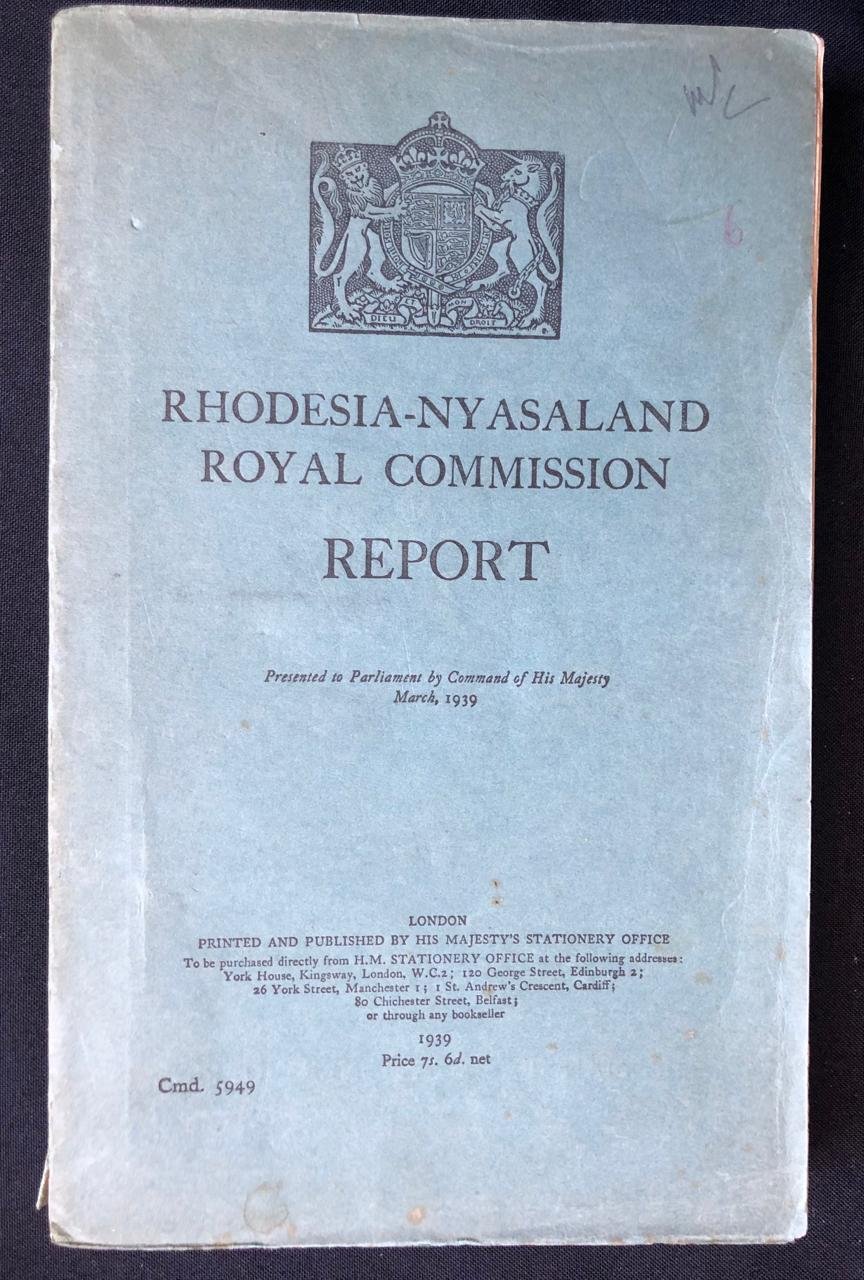 DIEU ET MON DROIT
RHODESIA-NYASALAND
ROYAL COMMISSION
REPORT
Presented to Parliament by Command of His Majesty
March, 1939
LONDON
PRINTED AND PUBLISHED BY HIS MAJESTY'S STATIONERY OFFICE
To be purchased directly from H.M. STATIONERY OFFICE at the following addresses:
York House, Kingsway, London, W.C.2; 120 George Street, Edinburgh 2;
26 York Street, Manchester 1; 1 St. Andrew's Crescent, Cardiff;
80 Chichester Street, Belfast;
or through any bookseller
1939
Price 7s. 6d. net
Cmd. 5949